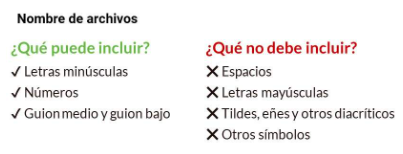 Nombre de archivos
¿Qué puede incluir?
✓ Letras minúsculas
✓ Números
✓ Guion medio y guion bajo
¿Qué no debe incluir?
✗ Espacios
✗ Letras mayúsculas
✗ Tildes, eñes y otros diacríticos
✗ Otros símbolos